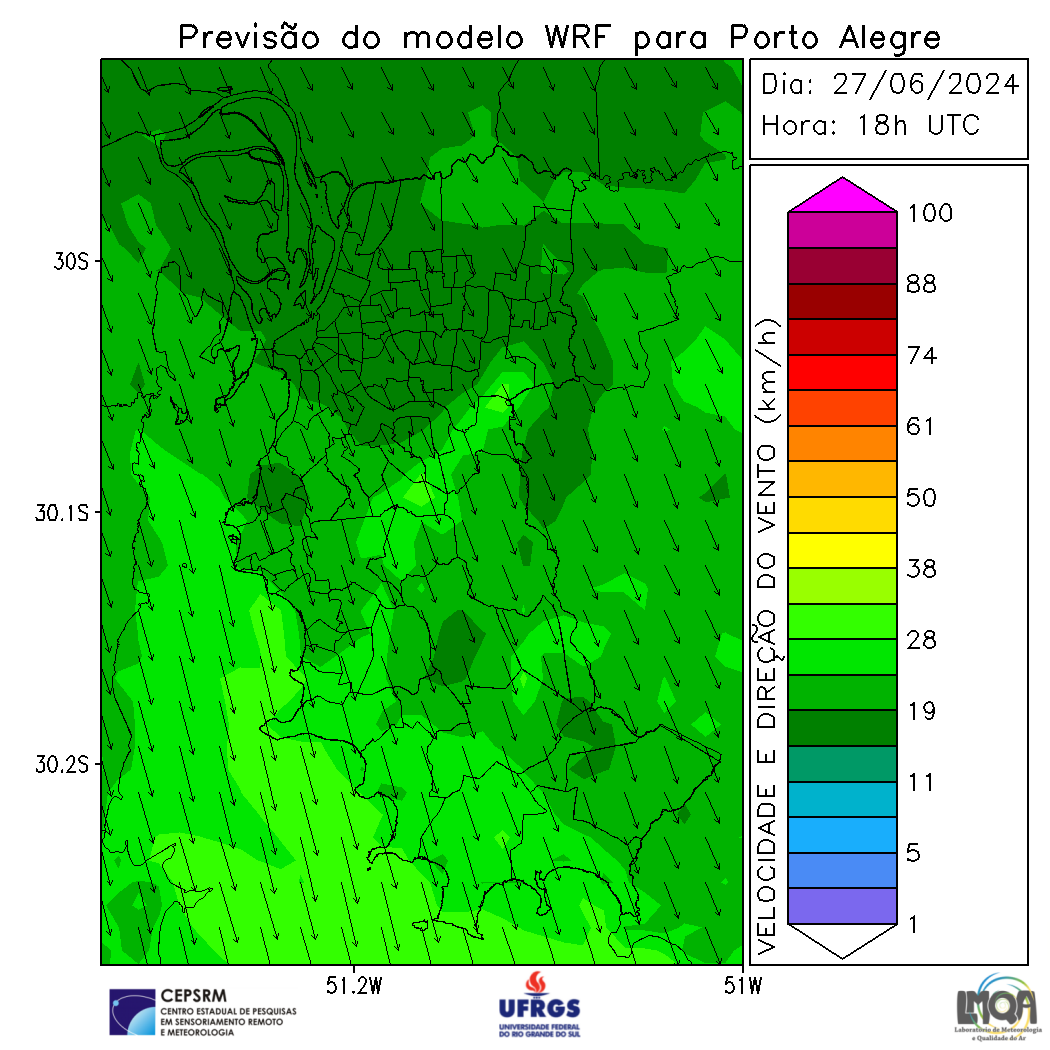 Previsão do modelo WRF para Porto Alegre
Dia: 27/06/2024
Hora: 18h UTC
30S
30.1S
30.2S
51.2W
51W
VELOCIDADE E DIREÇÃO DO VENTO (km/h)
100
88
74
61
50
38
28
19
11
5
1
CEPSRM
CENTRO ESTADUAL DE PESQUISAS
EM SENSORIAMENTO REMOTO
E METEOROLOGIA
UFRGS
UNIVERSIDADE FEDERAL
DO RIO GRANDE DO SUL
LMQA
Laboratório de Meteorologia
e Qualidade do Ar